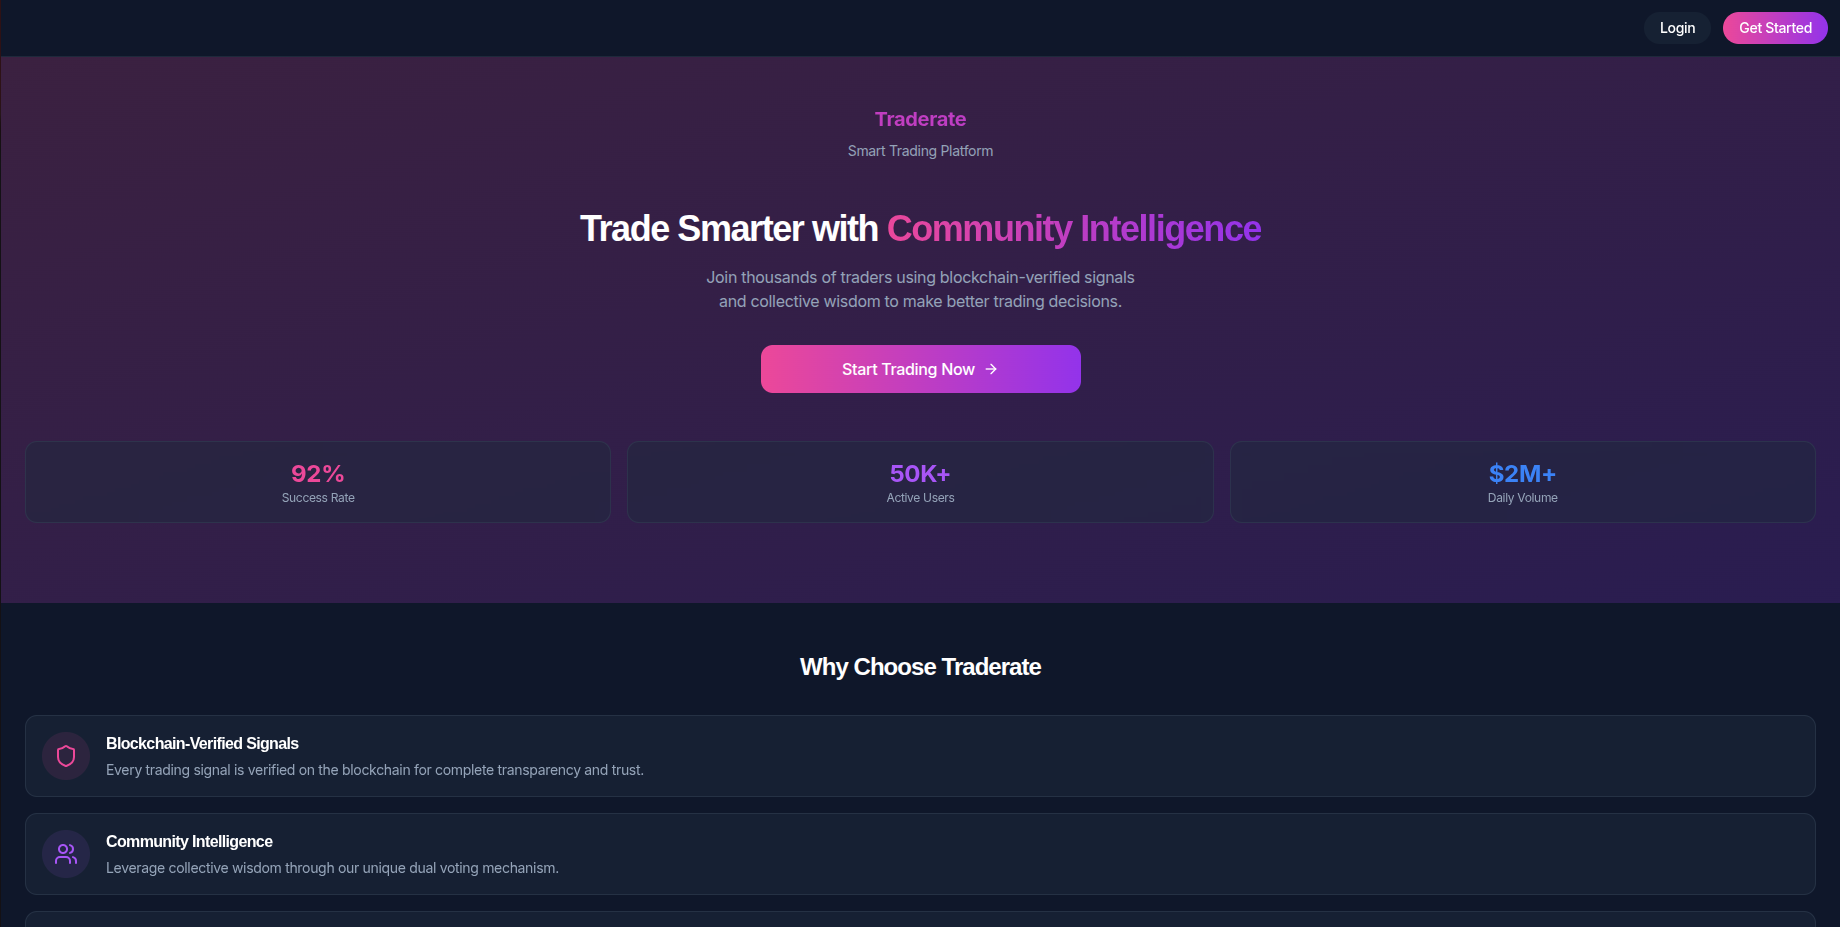 Login
Get Started
Traderate
Smart Trading Platform
Trade Smarter with Community Intelligence
Join thousands of traders using blockchain-verified signals
and collective wisdom to make better trading decisions.
Start Trading Now →
92%
Success Rate
50K+
Active Users
$2M+
Daily Volume
Why Choose Traderate
Blockchain-Verified Signals
Every trading signal is verified on the blockchain for complete transparency and trust.
Community Intelligence
Leverage collective wisdom through our unique dual voting mechanism.